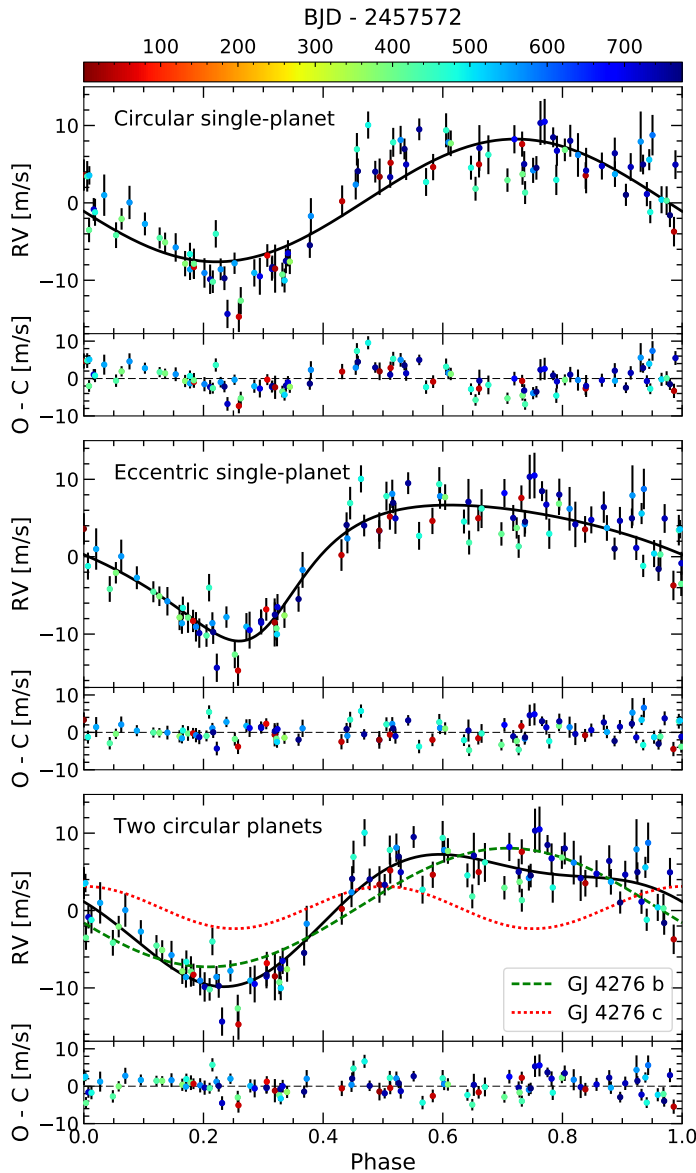 BJD - 2457572
100 200 300 400 500 600 700
Circular single-planet
10
0
−10
RV [m/s]
10
0
−10
O - C [m/s]
Eccentric single-planet
10
0
−10
RV [m/s]
10
0
−10
O - C [m/s]
Two circular planets
10
0
−10
RV [m/s]
GJ 4276 b
GJ 4276 c
10
0
−10
O - C [m/s]
0.0 0.2 0.4 0.6 0.8 1.0
Phase